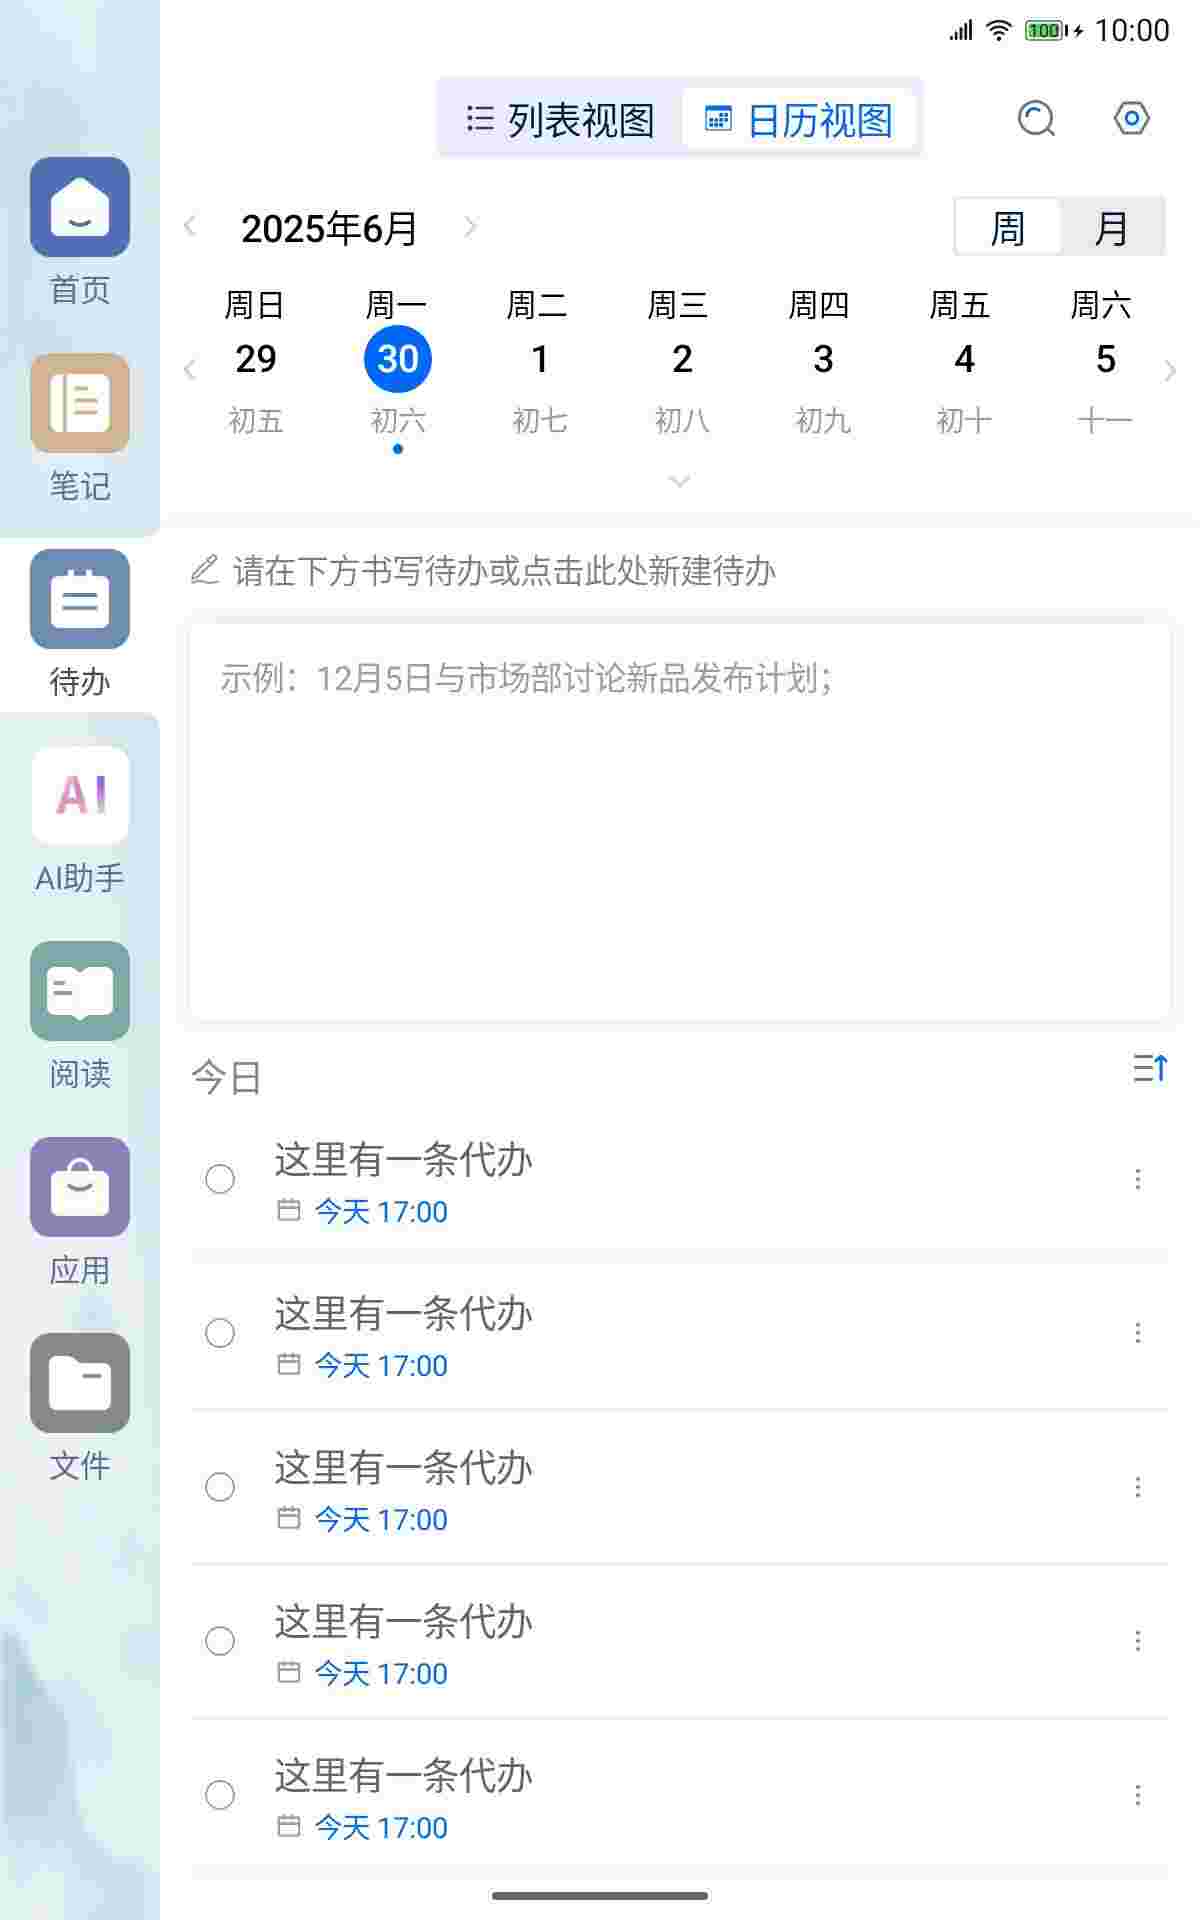 100 10:00
列表视图 日历视图
2025年6月 周 月
周日 周一 周二 周三 周四 周五 周六
29 30 1 2 3 4 5
初五 初六 初七 初八 初九 初十 十一
请在下方书写待办或点击此处新建待办
示例：12月5日与市场部讨论新品发布计划；
今日
这里有一条代办
今天 17:00
这里有一条代办
今天 17:00
这里有一条代办
今天 17:00
这里有一条代办
今天 17:00
这里有一条代办
今天 17:00
首页
笔记
待办
AI
AI助手
阅读
应用
文件